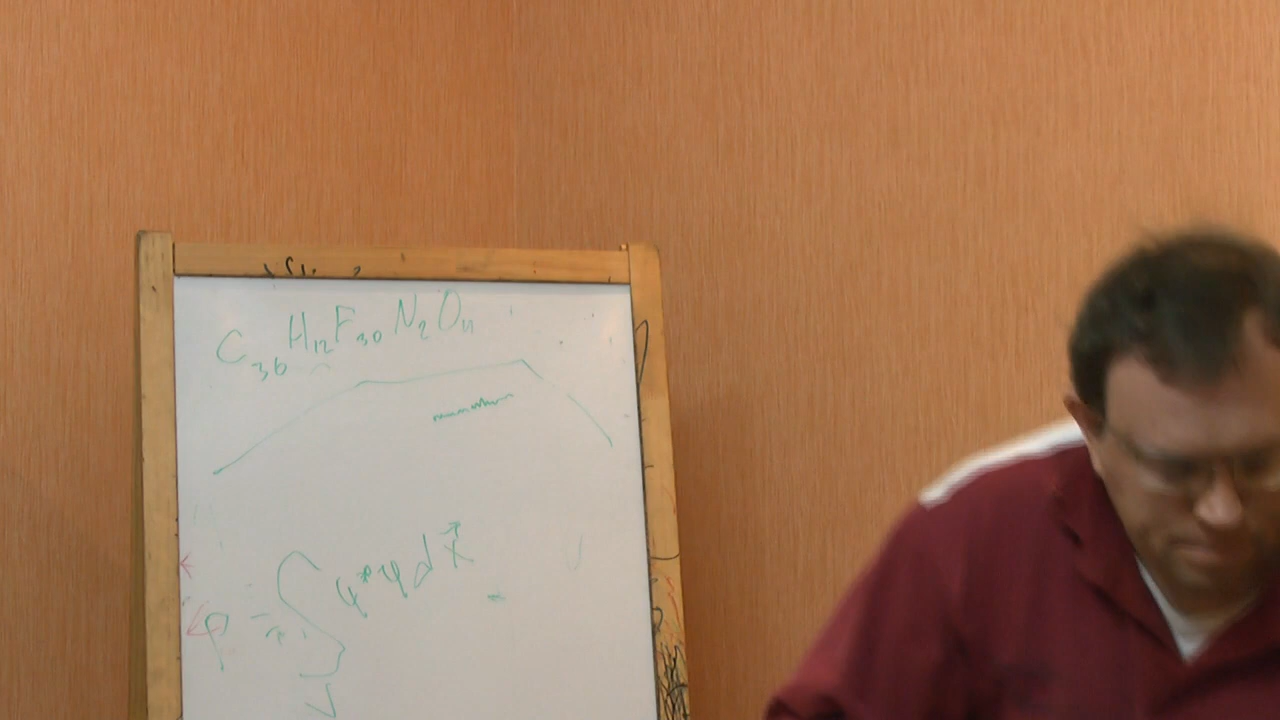 C₃₆H₁₂F₃₀N₂O₄
P = ∫ψ*ψ dx⃗
V